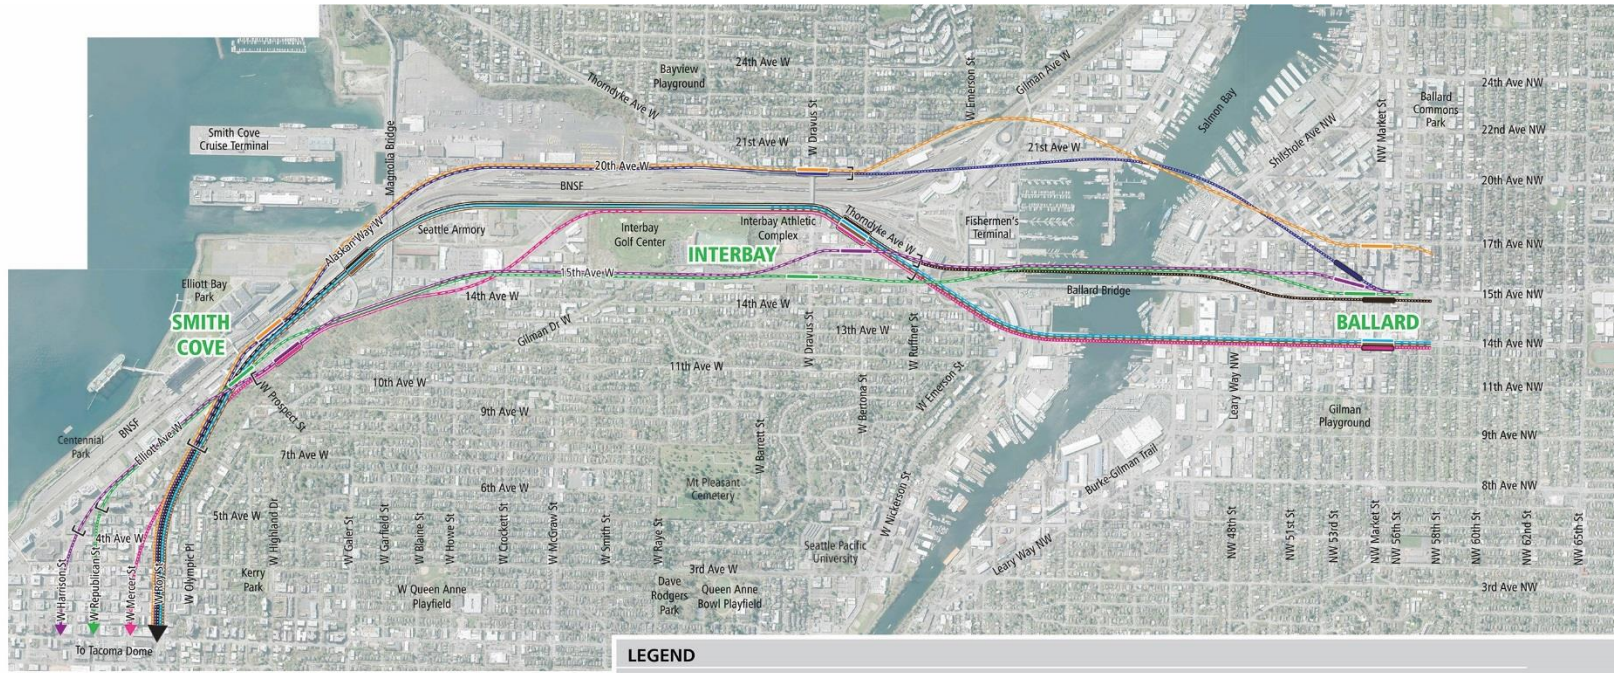 24th Ave W
Bayview
Playground
Thorndyke Ave W
21st Ave W
W Dravus St
W Emerson St
Gilman Ave W
Salmon Bay
Shilshole Ave NW
NW Market St
Ballard
Commons
Park
24th Ave NW
22nd Ave NW
20th Ave NW
17th Ave NW
15th Ave NW
14th Ave NW
11th Ave NW
9th Ave NW
8th Ave NW
3rd Ave NW
Smith Cove
Cruise Terminal
Magnolia Bridge
20th Ave W
BNSF
21st Ave W
Alaskan Way W
Seattle Armory
Interbay
Golf Center
Interbay Athletic
Complex
Thorndyke Ave W
Fishermen's
Terminal
INTERBAY
15th Ave W
14th Ave W
14th Ave W
Ballard Bridge
BALLARD
Elliott Bay
Park
SMITH
COVE
Gilman Dr W
13th Ave W
W Dravus St
W Ruffner St
11th Ave W
10th Ave W
W Prospect St
W Emerson St
W Bertona St
Leary Way NW
Gilman
Playground
9th Ave W
Centennial
Park
BNSF
Elliott Ave W
7th Ave W
W Barrett St
Burke-Gilman Trail
6th Ave W
Mt Pleasant
Cemetery
W Nickerson St
5th Ave W
4th Ave W
W Highland Dr
W Galer St
W Garfield St
W Blaine St
W Howe St
W Crockett St
W McGraw St
W Smith St
W Raye St
Seattle Pacific
University
Leary Way NW
NW 48th St
NW 51st St
NW 53rd St
NW Market St
NW 56th St
NW 58th St
NW 60th St
NW 62nd St
NW 65th St
W Harrison St
W Republican St
W Mercer St
W Roy St
W Olympic Pl
Kerry
Park
W Queen Anne
Playfield
3rd Ave W
Dave
Rodgers
Park
Queen Anne
Bowl Playfield
To Tacoma Dome
LEGEND